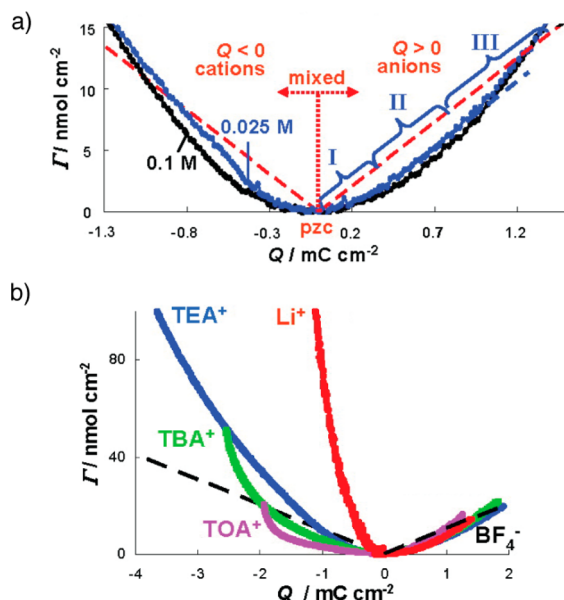 a)
Γ / nmol cm⁻²
15
10
5
0
Q < 0
cations
mixed
Q > 0
anions
I
II
III
0.025 M
0.1 M
pzc
-1.3
-0.8
-0.3
0.2
0.7
1.2
Q / mC cm⁻²
b)
Γ / nmol cm⁻²
80
40
0
TEA⁺
Li⁺
TBA⁺
TOA⁺
BF₄⁻
-4
-3
-2
-1
0
1
2
Q / mC cm⁻²